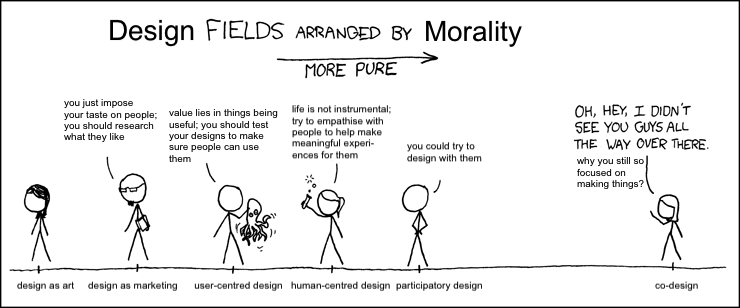 Design FIELDS ARRANGED BY Morality
MORE PURE
you just impose
your taste on people;
you should research
what they like
value lies in things being
useful; you should test
your designs to make
sure people can use
them
life is not instrumental;
try to empathise with
people to help make
meaningful experi-
ences for them
you could try to
design with them
OH, HEY, I DIDN'T
SEE YOU GUYS ALL
THE WAY OVER THERE.
why you still so
focused on
making things?
design as art
design as marketing
user-centred design
human-centred design
participatory design
co-design